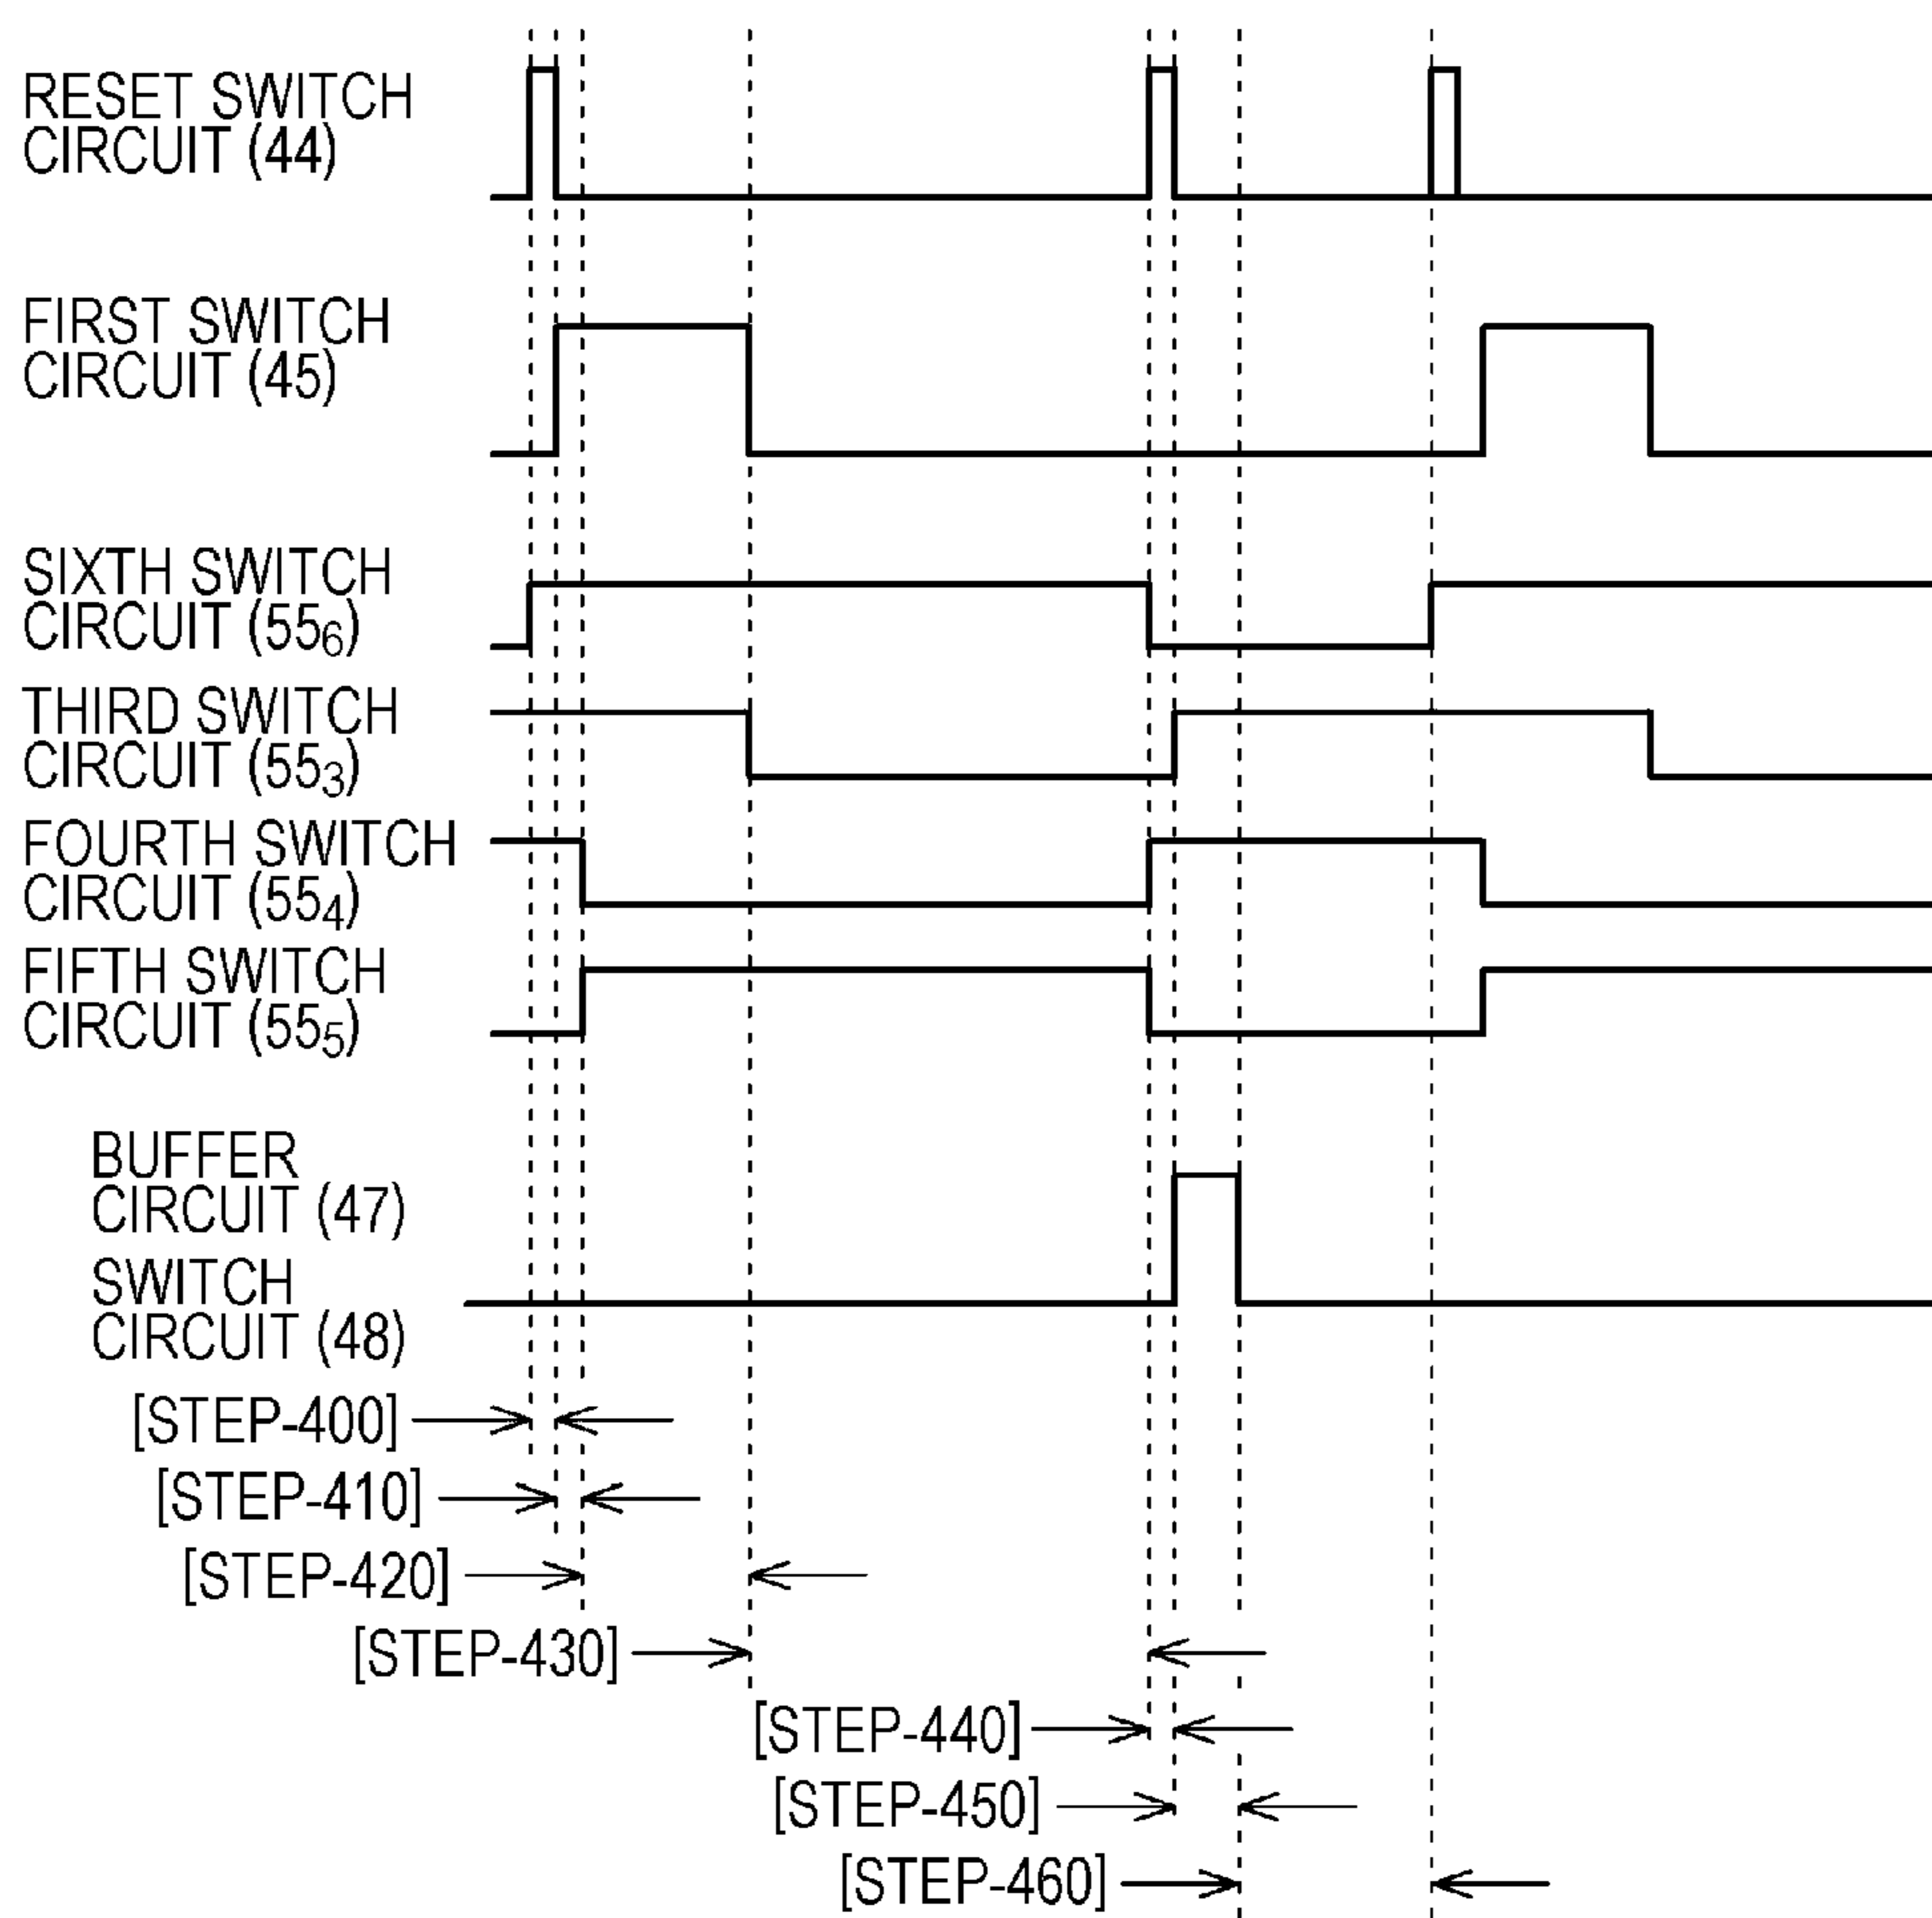 RESET SWITCH
CIRCUIT (44)
FIRST SWITCH
CIRCUIT (45)
SIXTH SWITCH
CIRCUIT (55₆)
THIRD SWITCH
CIRCUIT (55₃)
FOURTH SWITCH
CIRCUIT (55₄)
FIFTH SWITCH
CIRCUIT (55₅)
BUFFER
CIRCUIT (47)
SWITCH
CIRCUIT (48)
[STEP-400]
[STEP-410]
[STEP-420]
[STEP-430]
[STEP-440]
[STEP-450]
[STEP-460]